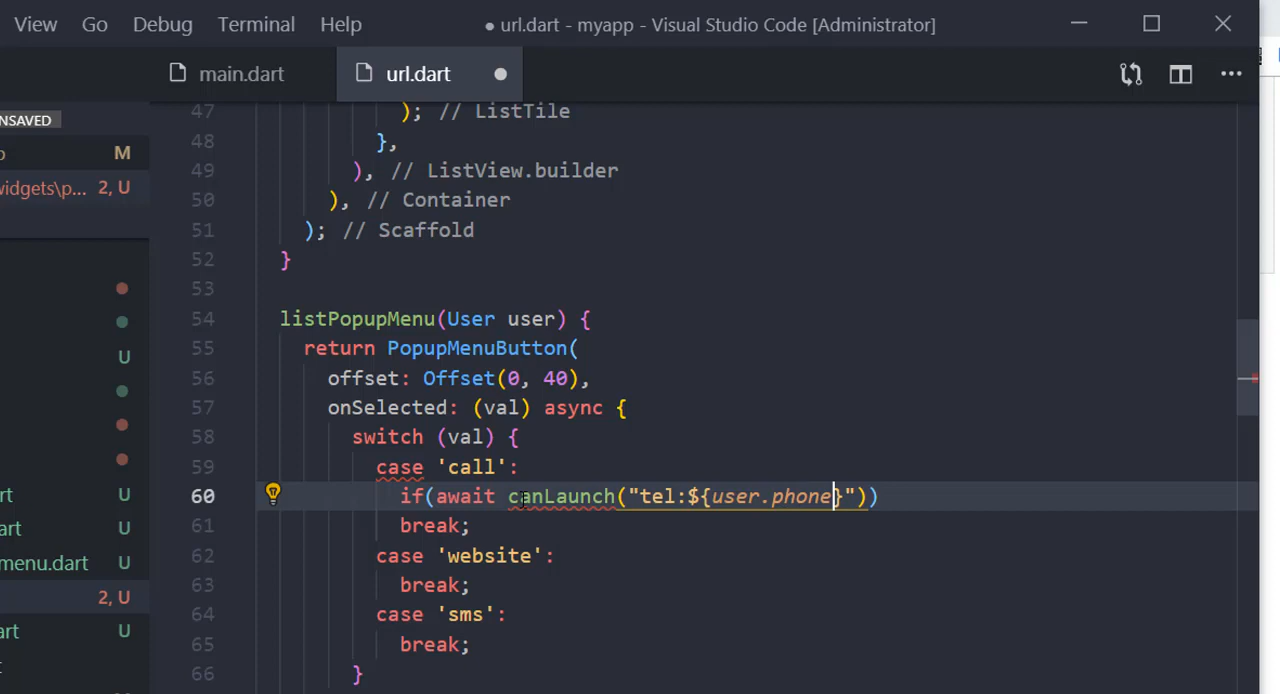 View Go Debug Terminal Help ● url.dart - myapp - Visual Studio Code [Administrator]
main.dart url.dart
NSAVED
M
widgets\p... 2, U
U
rt U
art U
menu.dart U
2, U
art U
47 ); // ListTile
48 },
49 ), // ListView.builder
50 ), // Container
51 ); // Scaffold
52 }
53
54 listPopupMenu(User user) {
55 return PopupMenuButton(
56 offset: Offset(0, 40),
57 onSelected: (val) async {
58 switch (val) {
59 case 'call':
60 if(await canLaunch("tel:${user.phone}"))
61 break;
62 case 'website':
63 break;
64 case 'sms':
65 break;
66 }